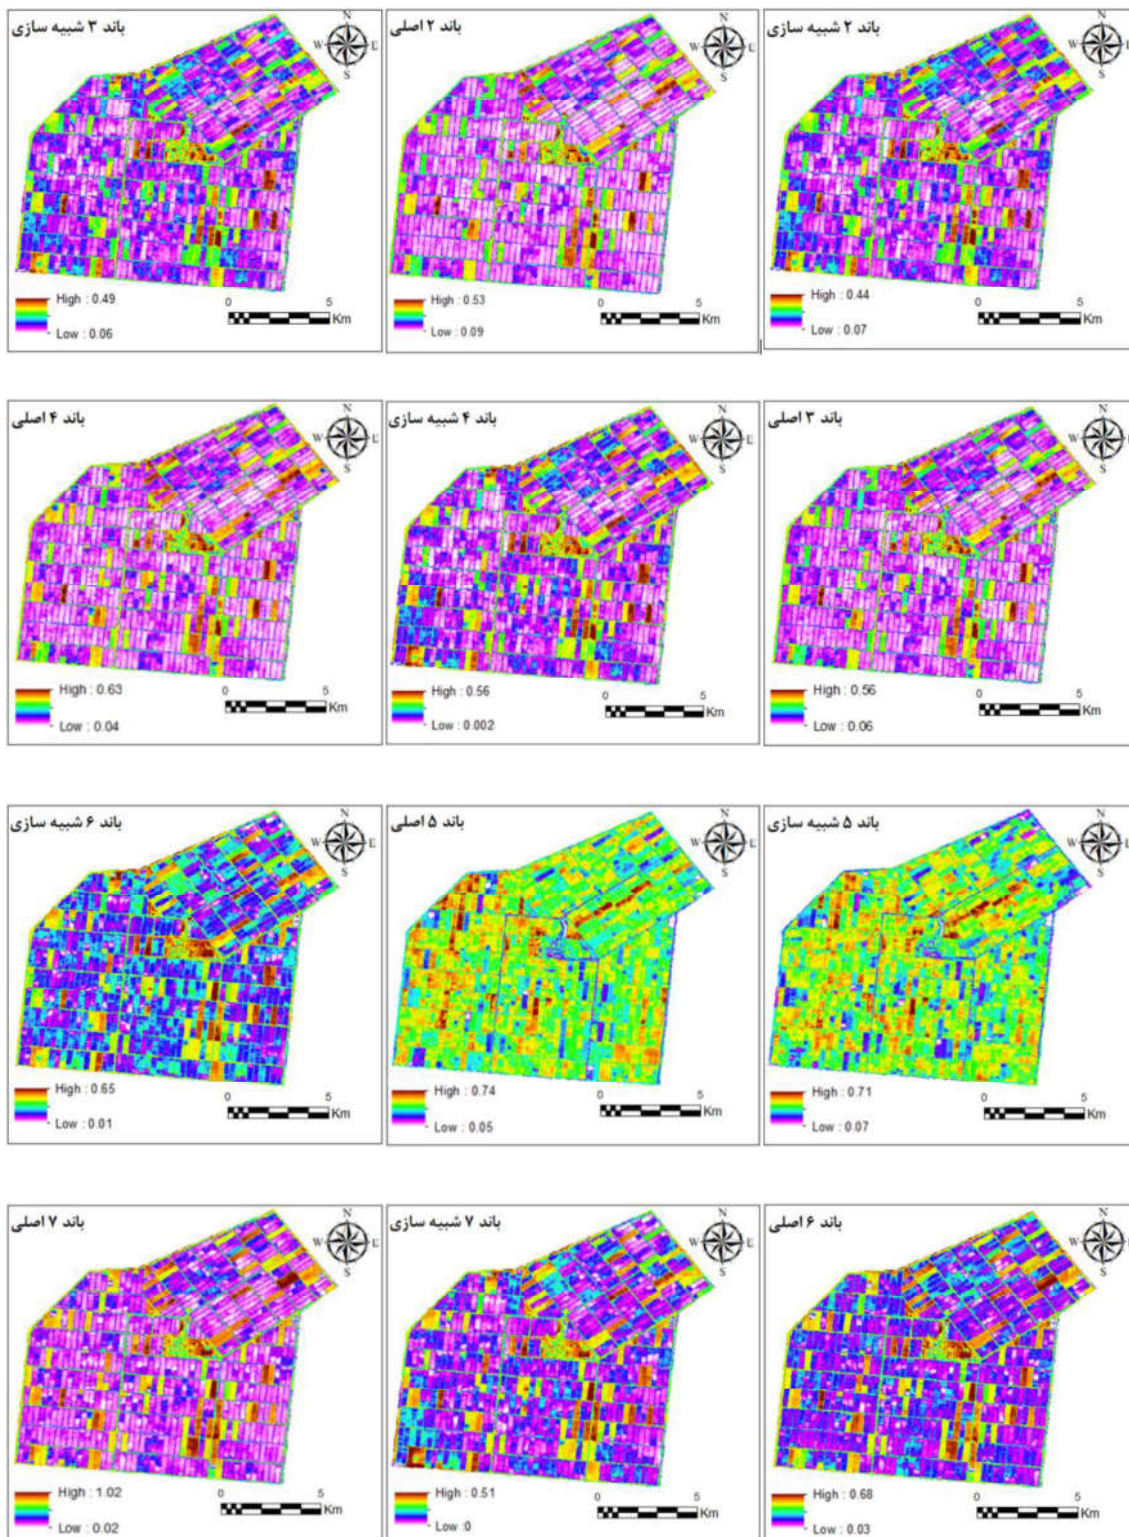 باند ۲ شبیه سازی
N
W
E
S
High : 0.44
Low : 0.07
0
5
Km
باند ۲ اصلی
N
W
E
S
High : 0.53
Low : 0.09
0
5
Km
باند ۳ شبیه سازی
N
W
E
S
High : 0.49
Low : 0.06
0
5
Km
باند ۳ اصلی
N
W
E
S
High : 0.56
Low : 0.06
0
5
Km
باند ۴ شبیه سازی
N
W
E
S
High : 0.56
Low : 0.002
0
5
Km
باند ۴ اصلی
N
W
E
S
High : 0.63
Low : 0.04
0
5
Km
باند ۵ شبیه سازی
N
W
E
S
High : 0.71
Low : 0.07
0
5
Km
باند ۵ اصلی
N
W
E
S
High : 0.74
Low : 0.05
0
5
Km
باند ۶ شبیه سازی
N
W
E
S
High : 0.65
Low : 0.01
0
5
Km
باند ۶ اصلی
N
W
E
S
High : 0.68
Low : 0.03
0
5
Km
باند ۷ شبیه سازی
N
W
E
S
High : 0.51
Low :0
0
5
Km
باند ۷ اصلی
N
W
E
S
High : 1.02
Low : 0.02
0
5
Km